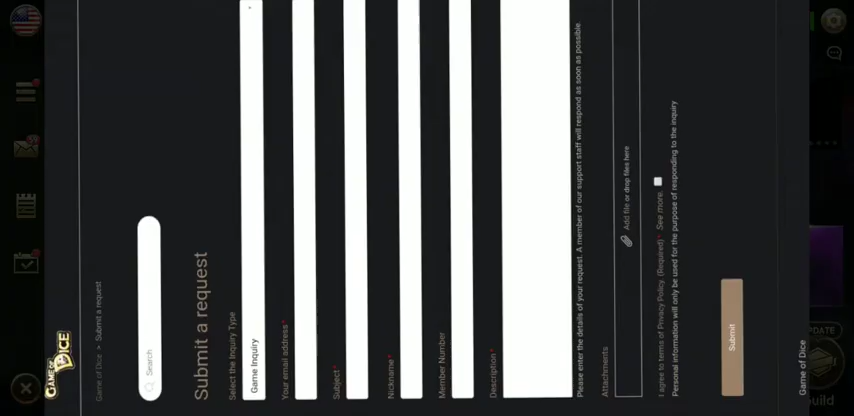 GAME OF
DICE
Game of Dice > Submit a request
Search
Submit a request
Select the Inquiry Type
Game Inquiry
Your email address*
Subject*
Nickname*
Member Number
Description*
Please enter the details of your request. A member of our support staff will respond as soon as possible.
Attachments
Add file or drop files here
I agree to terms of Privacy Policy. (Required)* See more.
Personal information will only be used for the purpose of responding to the inquiry
Submit
Game of Dice